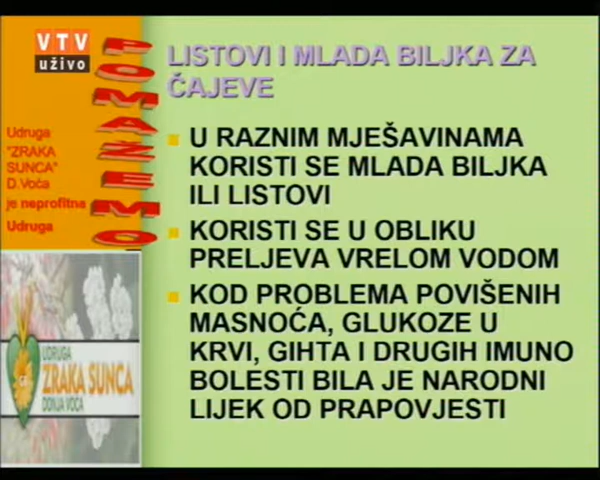 VTV
uživo
POMAŽEMO
Udruga
"ZRAKA
SUNCA"
D.Voća
je neprofitna
Udruga
UDRUGA
ZRAKA SUNCA
DONJA VOĆA
LISTOVI I MLADA BILJKA ZA
ČAJEVE
U RAZNIM MJEŠAVINAMA
KORISTI SE MLADA BILJKA
ILI LISTOVI
KORISTI SE U OBLIKU
PRELJEVA VRELOM VODOM
KOD PROBLEMA POVIŠENIH
MASNOĆA, GLUKOZE U
KRVI, GIHTA I DRUGIH IMUNO
BOLESTI BILA JE NARODNI
LIJEK OD PRAPOVJESTI